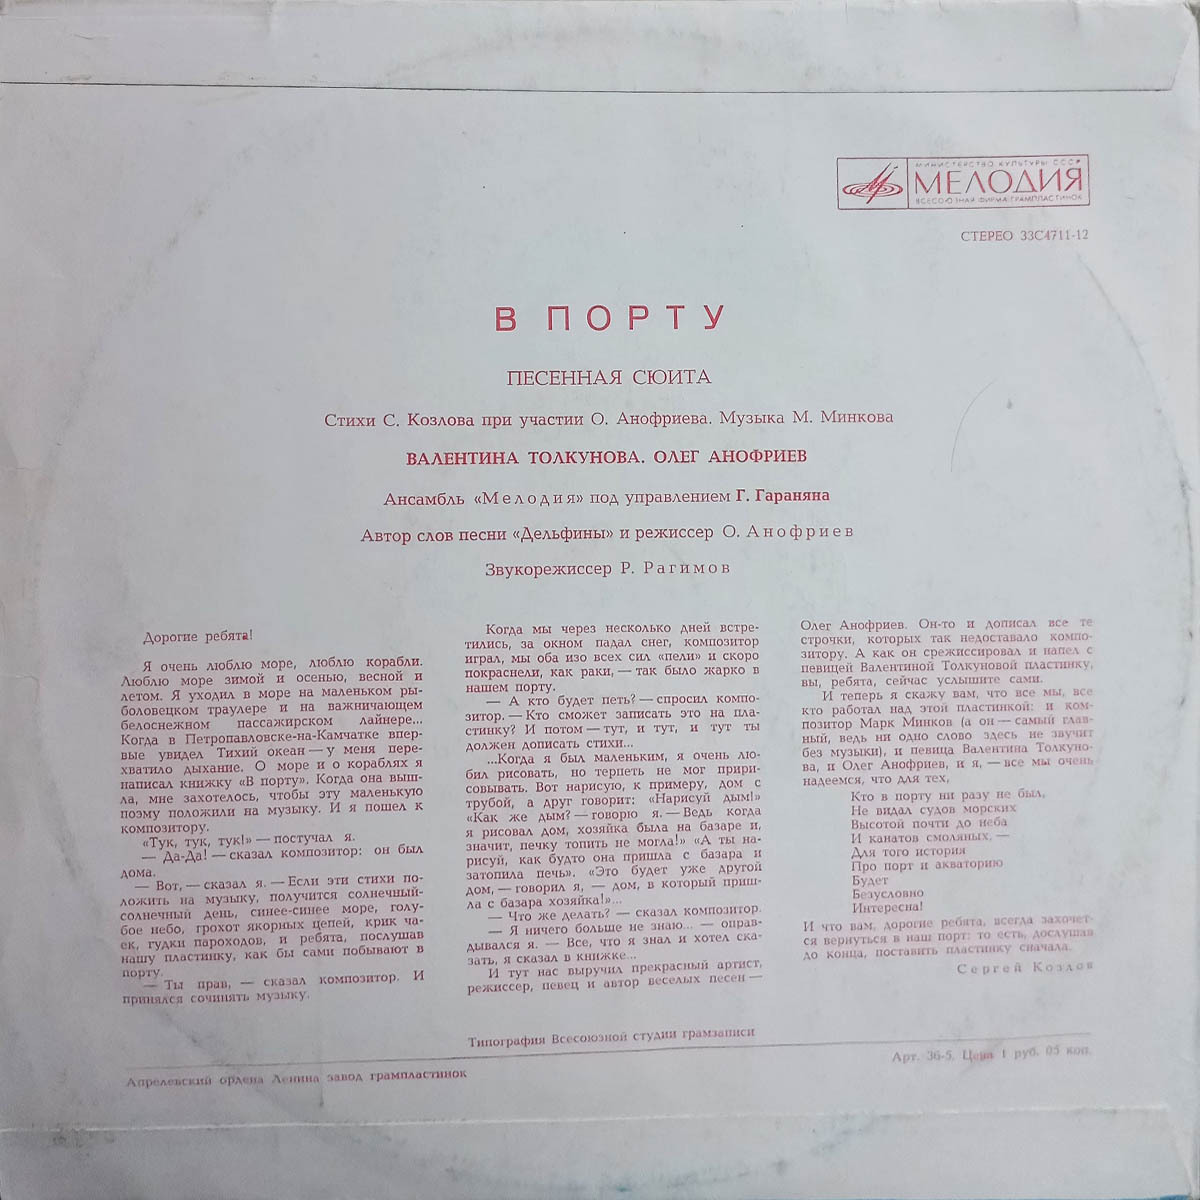 МИНИСТЕРСТВО КУЛЬТУРЫ СССР
МЕЛОДИЯ
ВСЕСОЮЗНАЯ ФИРМА ГРАМПЛАСТИНОК
СТЕРЕО 33С4711-12
В ПОРТУ
ПЕСЕННАЯ СЮИТА
Стихи С. Козлова при участии О. Анофриева. Музыка М. Минкова
ВАЛЕНТИНА ТОЛКУНОВА. ОЛЕГ АНОФРИЕВ
Ансамбль «Мелодия» под управлением Г. Гараняна
Автор слов песни «Дельфины» и режиссер О. Анофриев
Звукорежиссер Р. Рагимов
Дорогие ребята!
Я очень люблю море, люблю корабли.
Люблю море зимой и осенью, весной и
летом. Я уходил в море на маленьком ры-
боловецком траулере и на важничающем
белоснежном пассажирском лайнере...
Когда в Петропавловске-на-Камчатке впер-
вые увидел Тихий океан — у меня пере-
хватило дыхание. О море и о кораблях я
написал книжку «В порту». Когда она выш-
ла, мне захотелось, чтобы эту маленькую
поэму положили на музыку. И я пошел к
композитору.
«Тук, тук, тук!» — постучал я.
— Да-Да! — сказал композитор: он был
дома.
— Вот, — сказал я. — Если эти стихи по-
ложить на музыку, получится солнечный-
солнечный день, синее-синее море, голу-
бое небо, грохот якорных цепей, крик ча-
ек, гудки пароходов, и ребята, послушав
нашу пластинку, как бы сами побывают в
порту.
— Ты прав, — сказал композитор. И
принялся сочинять музыку.
Когда мы через несколько дней встре-
тились, за окном падал снег, композитор
играл, мы оба изо всех сил «пели» и скоро
покраснели, как раки, — так было жарко в
нашем порту.
— А кто будет петь? — спросил компо-
зитор. — Кто сможет записать это на пла-
стинку? И потом — тут, и тут, и тут ты
должен дописать стихи...
...Когда я был маленьким, я очень лю-
бил рисовать, но терпеть не мог прири-
совывать. Вот нарисую, к примеру, дом с
трубой, а друг говорит: «Нарисуй дым!»
«Как же дым? — говорю я. — Ведь когда
я рисовал дом, хозяйка была на базаре и,
значит, печку топить не могла!» «А ты на-
рисуй, как будто она пришла с базара и
затопила печь». «Это будет уже другой
дом, — говорил я, — дом, в который приш-
ла с базара хозяйка!»...
— Что же делать? — сказал композитор.
— Я ничего больше не знаю... — оправ-
дывался я. — Все, что я знал и хотел ска-
зать, я сказал в книжке...
И тут нас выручил прекрасный артист,
режиссер, певец и автор веселых песен —
Олег Анофриев. Он-то и дописал все те
строчки, которых так недоставало компо-
зитору. А как он срежиссировал и напел с
певицей Валентиной Толкуновой пластинку,
вы, ребята, сейчас услышите сами.
И теперь я скажу вам, что все мы, все
кто работал над этой пластинкой: и ком-
позитор Марк Минков (а он — самый глав-
ный, ведь ни одно слово здесь не звучит
без музыки), и певица Валентина Толкуно-
ва, и Олег Анофриев, и я, — все мы очень
надеемся, что для тех,
Кто в порту ни разу не был,
Не видал судов морских
Высотой почти до неба
И канатов смоляных, —
Для того история
Про порт и акваторию
Будет
Безусловно
Интересна!
И что вам, дорогие ребята, всегда захочет-
ся вернуться в наш порт: то есть, дослушав
до конца, поставить пластинку сначала.
Сергей Козлов
Типография Всесоюзной студии грамзаписи
Апрелевский ордена Ленина завод грампластинок
Арт. 36-5. Цена 1 руб. 05 коп.